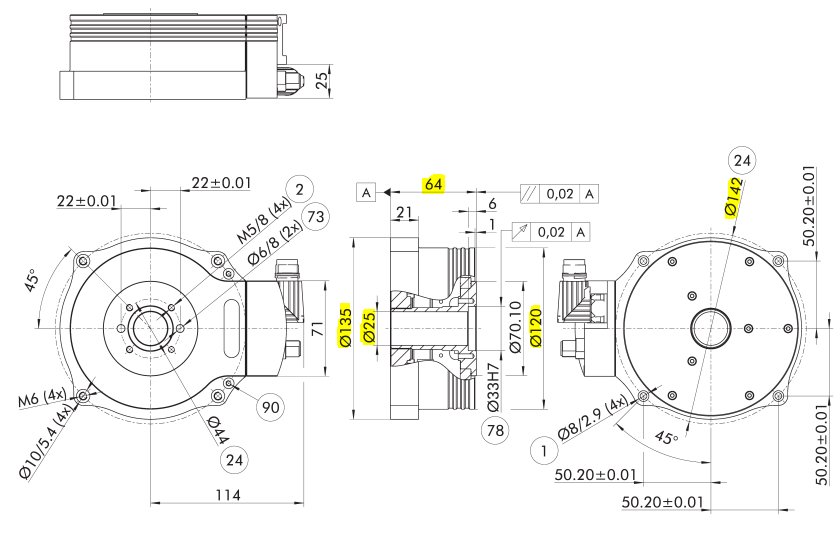 25
22±0.01
22±0.01
2
M5/8 (4x)
73
Ø6/8 (2x)
45°
71
M6 (4x)
Ø10/5.4 (4x)
90
Ø44
24
114
A
64
// 0,02 A
21
6
1
0,02 A
Ø135
Ø25
Ø70.10
Ø120
Ø33H7
78
24
Ø142
50.20±0.01
1
Ø8/2.9 (4x)
45°
50.20±0.01
50.20±0.01
50.20±0.01